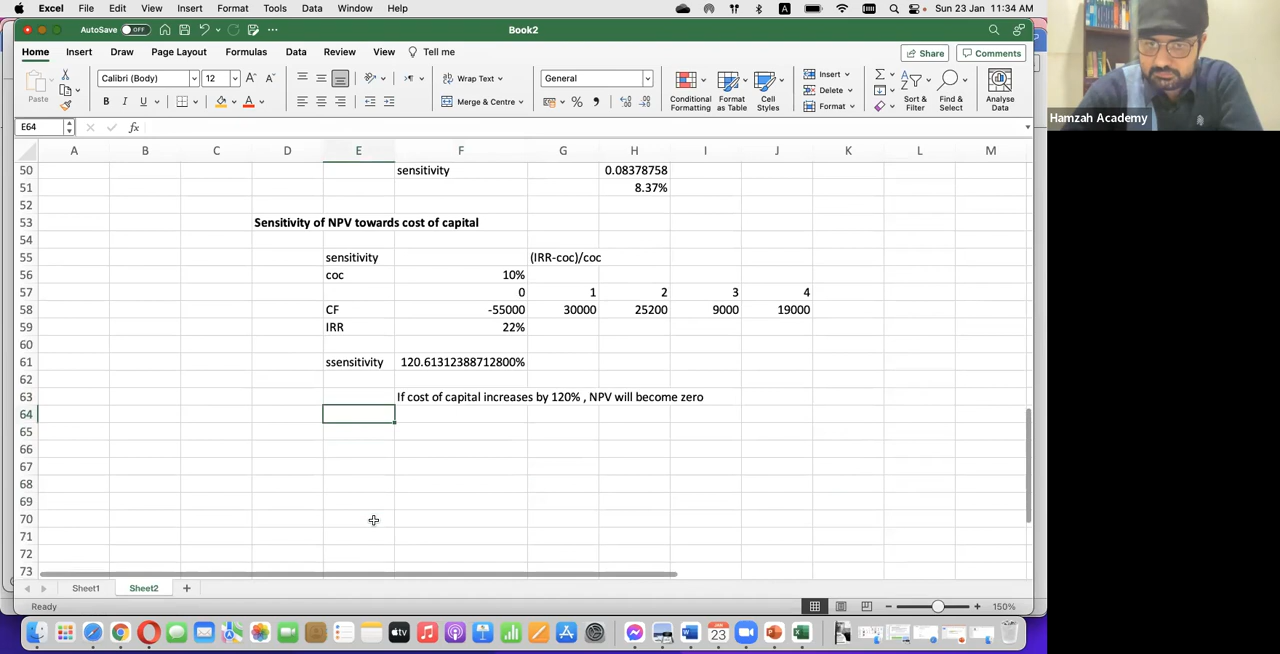 Excel File Edit View Insert Format Tools Data Window Help A Sun 23 Jan 11:34 AM
AutoSave OFF Book2
Home Insert Draw Page Layout Formulas Data Review View Tell me Share Comments
Paste Calibri (Body) 12 A A Wrap Text General Conditional Formatting Format as Table Cell Styles Insert Sort & Filter Find & Select Analyse Data
B I U A Merge & Centre % Delete Format
E64 fx
A B C D E F G H I J K L M
50 sensitivity 0.08378758
51 8.37%
52
53 Sensitivity of NPV towards cost of capital
54
55 sensitivity (IRR-coc)/coc
56 coc 10%
57 0 1 2 3 4
58 CF -55000 30000 25200 9000 19000
59 IRR 22%
60
61 ssensitivity 120.61312388712800%
62
63 If cost of capital increases by 120% , NPV will become zero
64
65
66
67
68
69
70
71
72
73
Sheet1 Sheet2 +
Ready 150%
tv JAN 23 W P X
Hamzah Academy